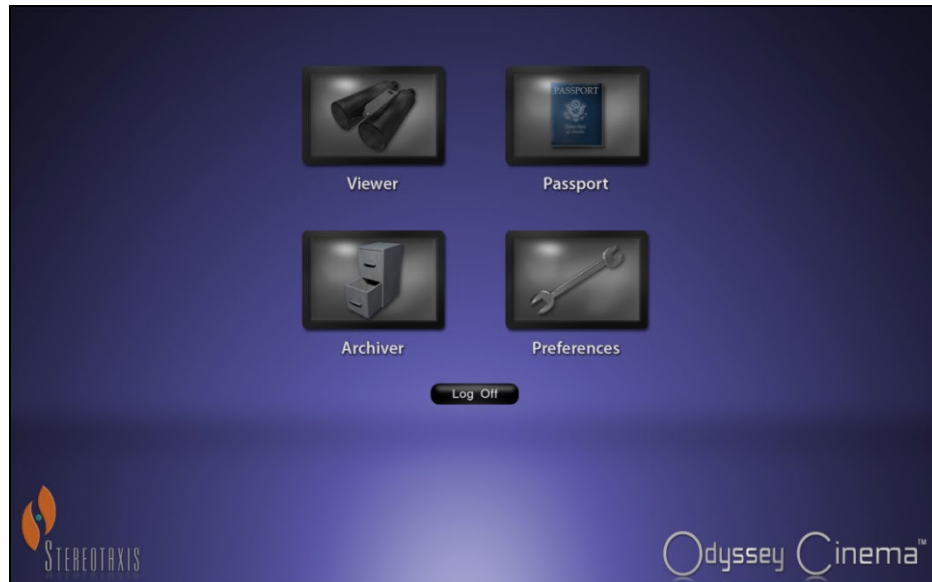 PASSPORT
Viewer
Passport
Archiver
Preferences
Log Off
STEREOTAXIS
Odyssey Cinema™